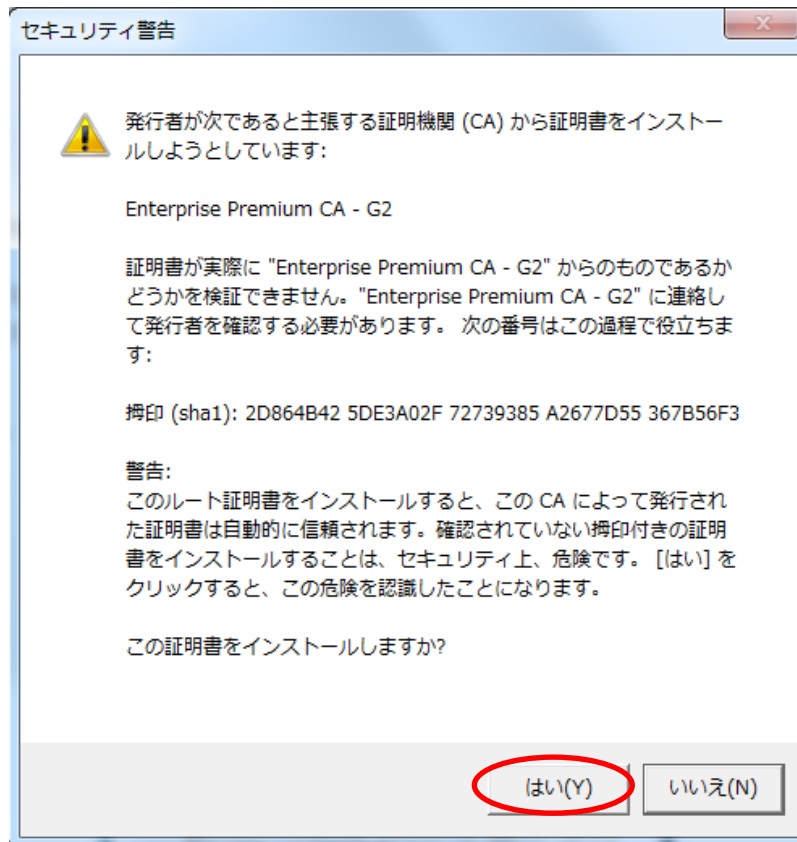 セキュリティ警告
発行者が次であると主張する証明機関 (CA) から証明書をインストー
ルしようとしています:
Enterprise Premium CA - G2
証明書が実際に "Enterprise Premium CA - G2" からのものであるか
どうかを検証できません。"Enterprise Premium CA - G2" に連絡し
て発行者を確認する必要があります。 次の番号はこの過程で役立ちま
す:
拇印 (sha1): 2D864B42 5DE3A02F 72739385 A2677D55 367B56F3
警告:
このルート証明書をインストールすると、この CA によって発行され
た証明書は自動的に信頼されます。確認されていない拇印付きの証明
書をインストールすることは、セキュリティ上、危険です。 [はい] を
クリックすると、この危険を認識したことになります。
この証明書をインストールしますか?
はい(Y)
いいえ(N)